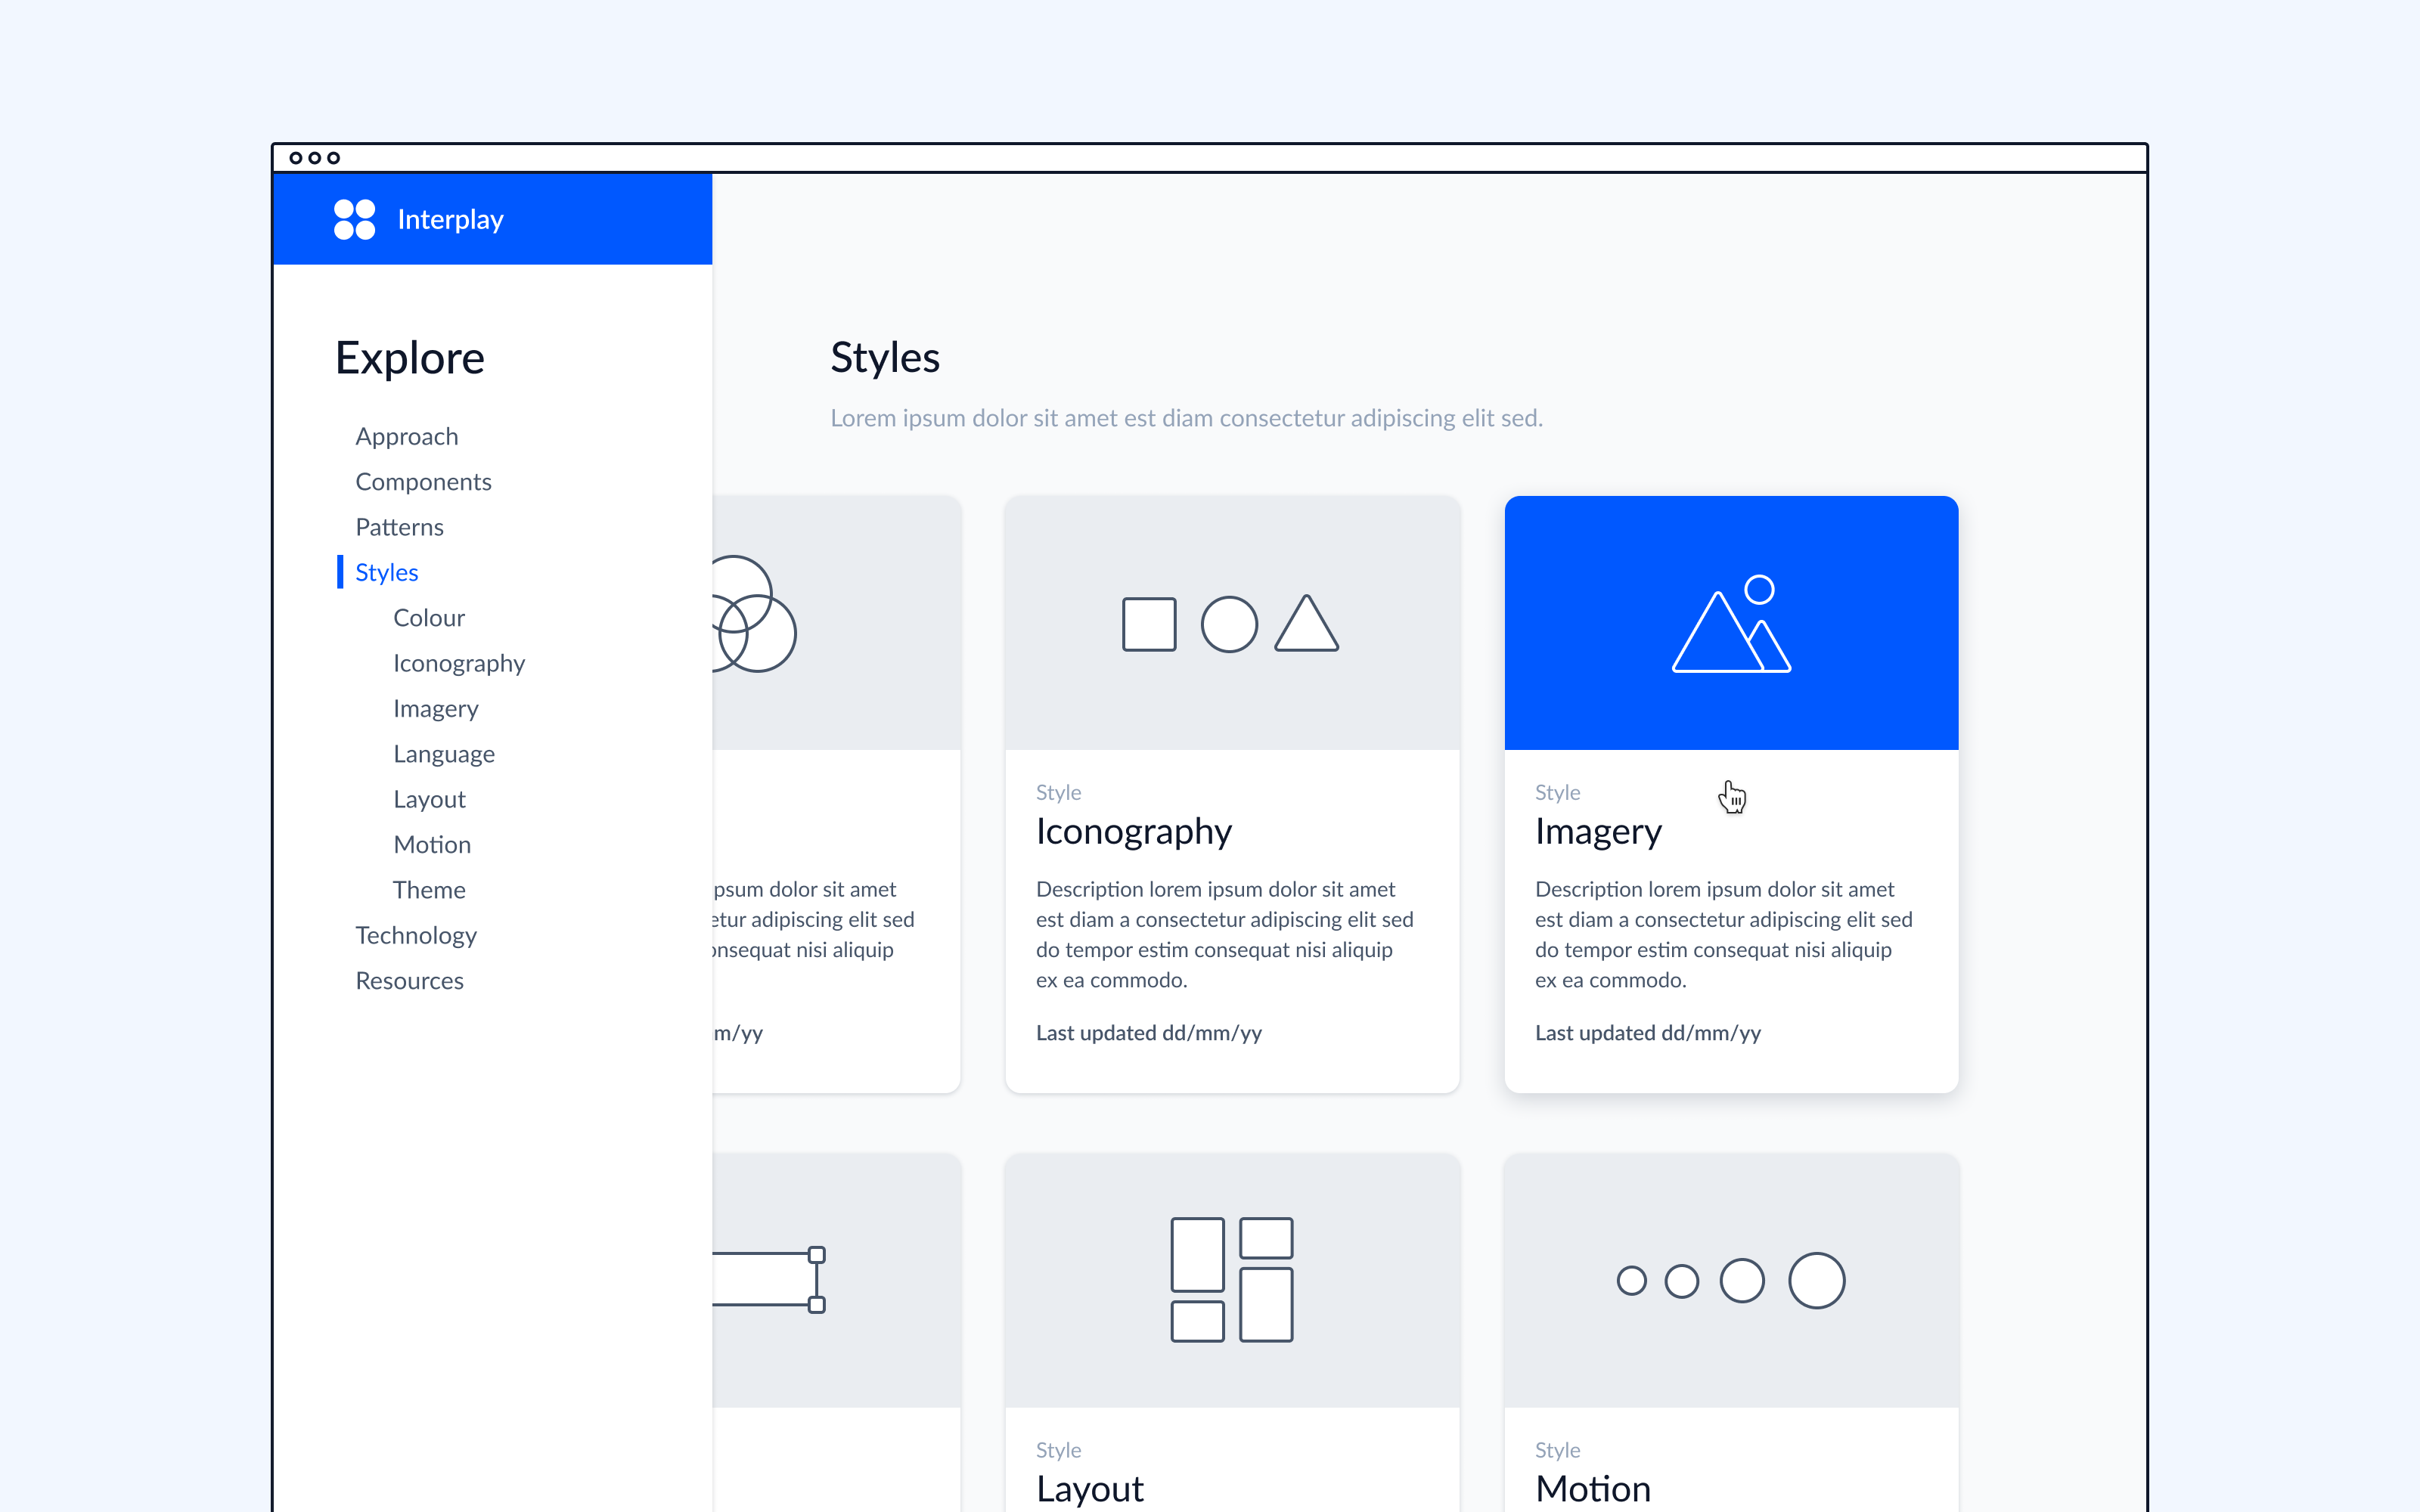 Interplay
Explore
Approach
Components
Patterns
Styles
Colour
Iconography
Imagery
Language
Layout
Motion
Theme
Technology
Resources
Styles
Lorem ipsum dolor sit amet est diam consectetur adipiscing elit sed.
dolor sit amet
adipiscing elit sed
nisi aliquip
m/yy
Style
Iconography
Description lorem ipsum dolor sit amet
est diam a consectetur adipiscing elit sed
do tempor estim consequat nisi aliquip
ex ea commodo.
Last updated dd/mm/yy
Style
Imagery
Description lorem ipsum dolor sit amet
est diam a consectetur adipiscing elit sed
do tempor estim consequat nisi aliquip
ex ea commodo.
Last updated dd/mm/yy
Style
Layout
Style
Motion